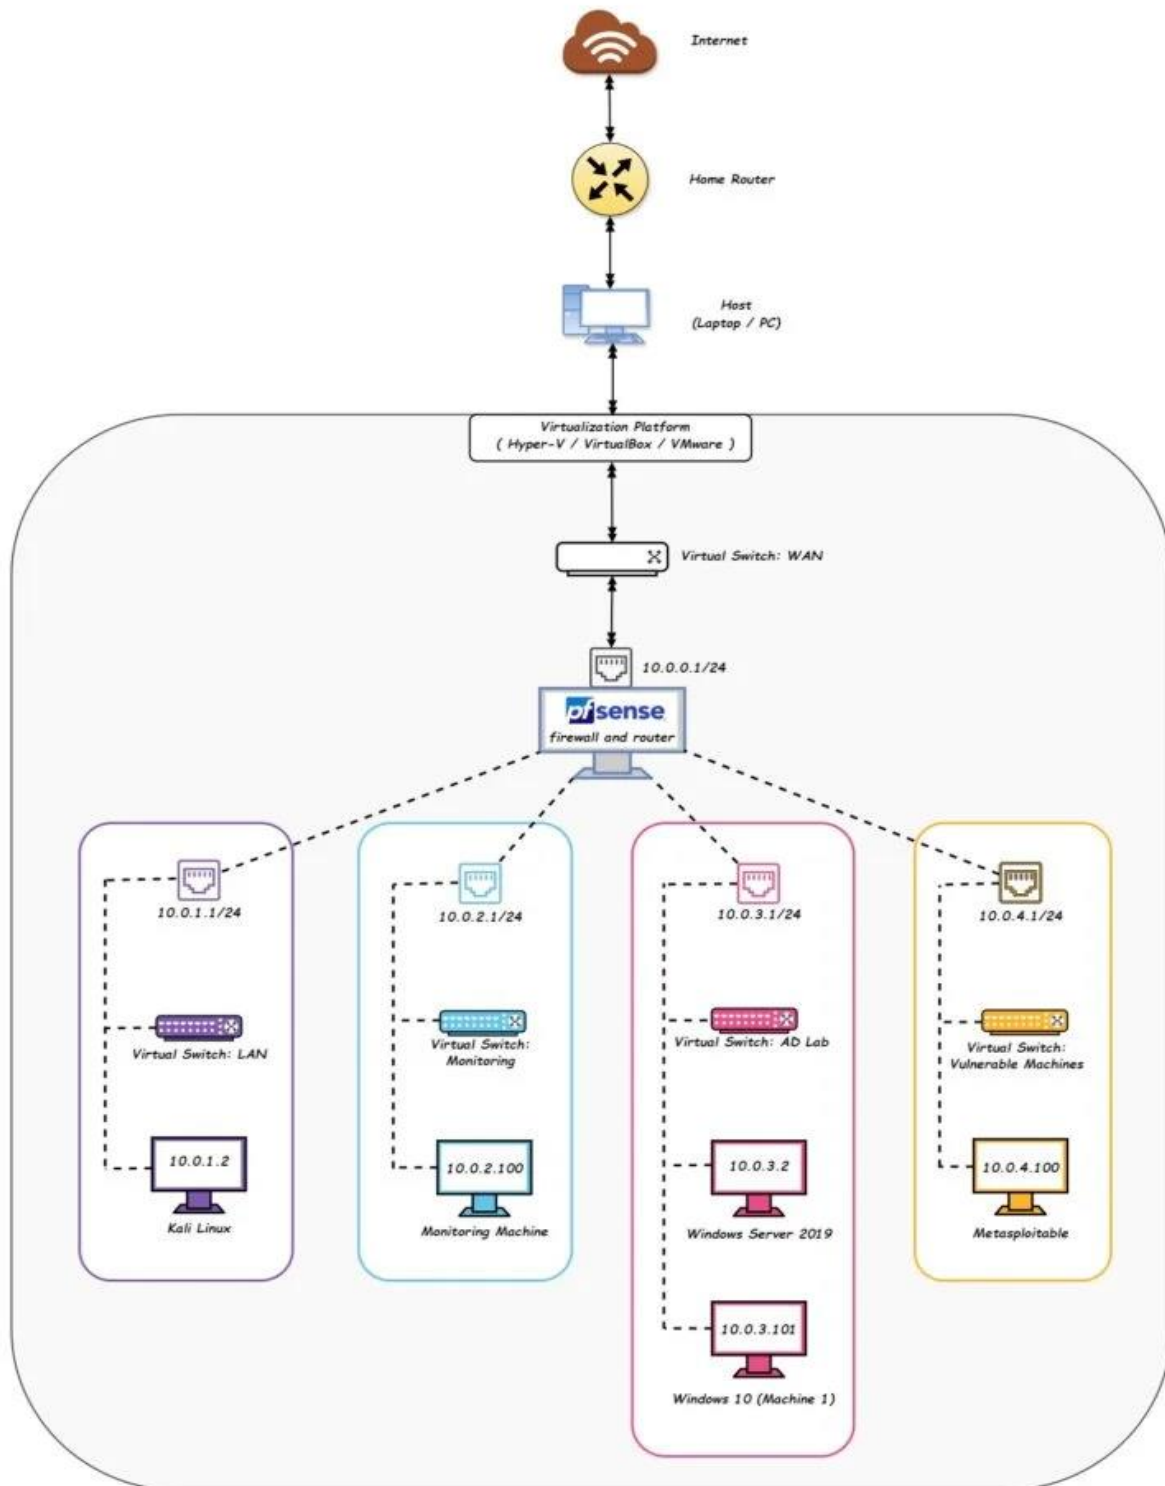 Internet
Home Router
Host
(Laptop / PC)
Virtualization Platform
( Hyper-V / VirtualBox / VMware )
Virtual Switch: WAN
10.0.0.1/24
pfsense
firewall and router
10.0.1.1/24
Virtual Switch: LAN
10.0.1.2
Kali Linux
10.0.2.1/24
Virtual Switch:
Monitoring
10.0.2.100
Monitoring Machine
10.0.3.1/24
Virtual Switch: AD Lab
10.0.3.2
Windows Server 2019
10.0.3.101
Windows 10 (Machine 1)
10.0.4.1/24
Virtual Switch:
Vulnerable Machines
10.0.4.100
Metasploitable